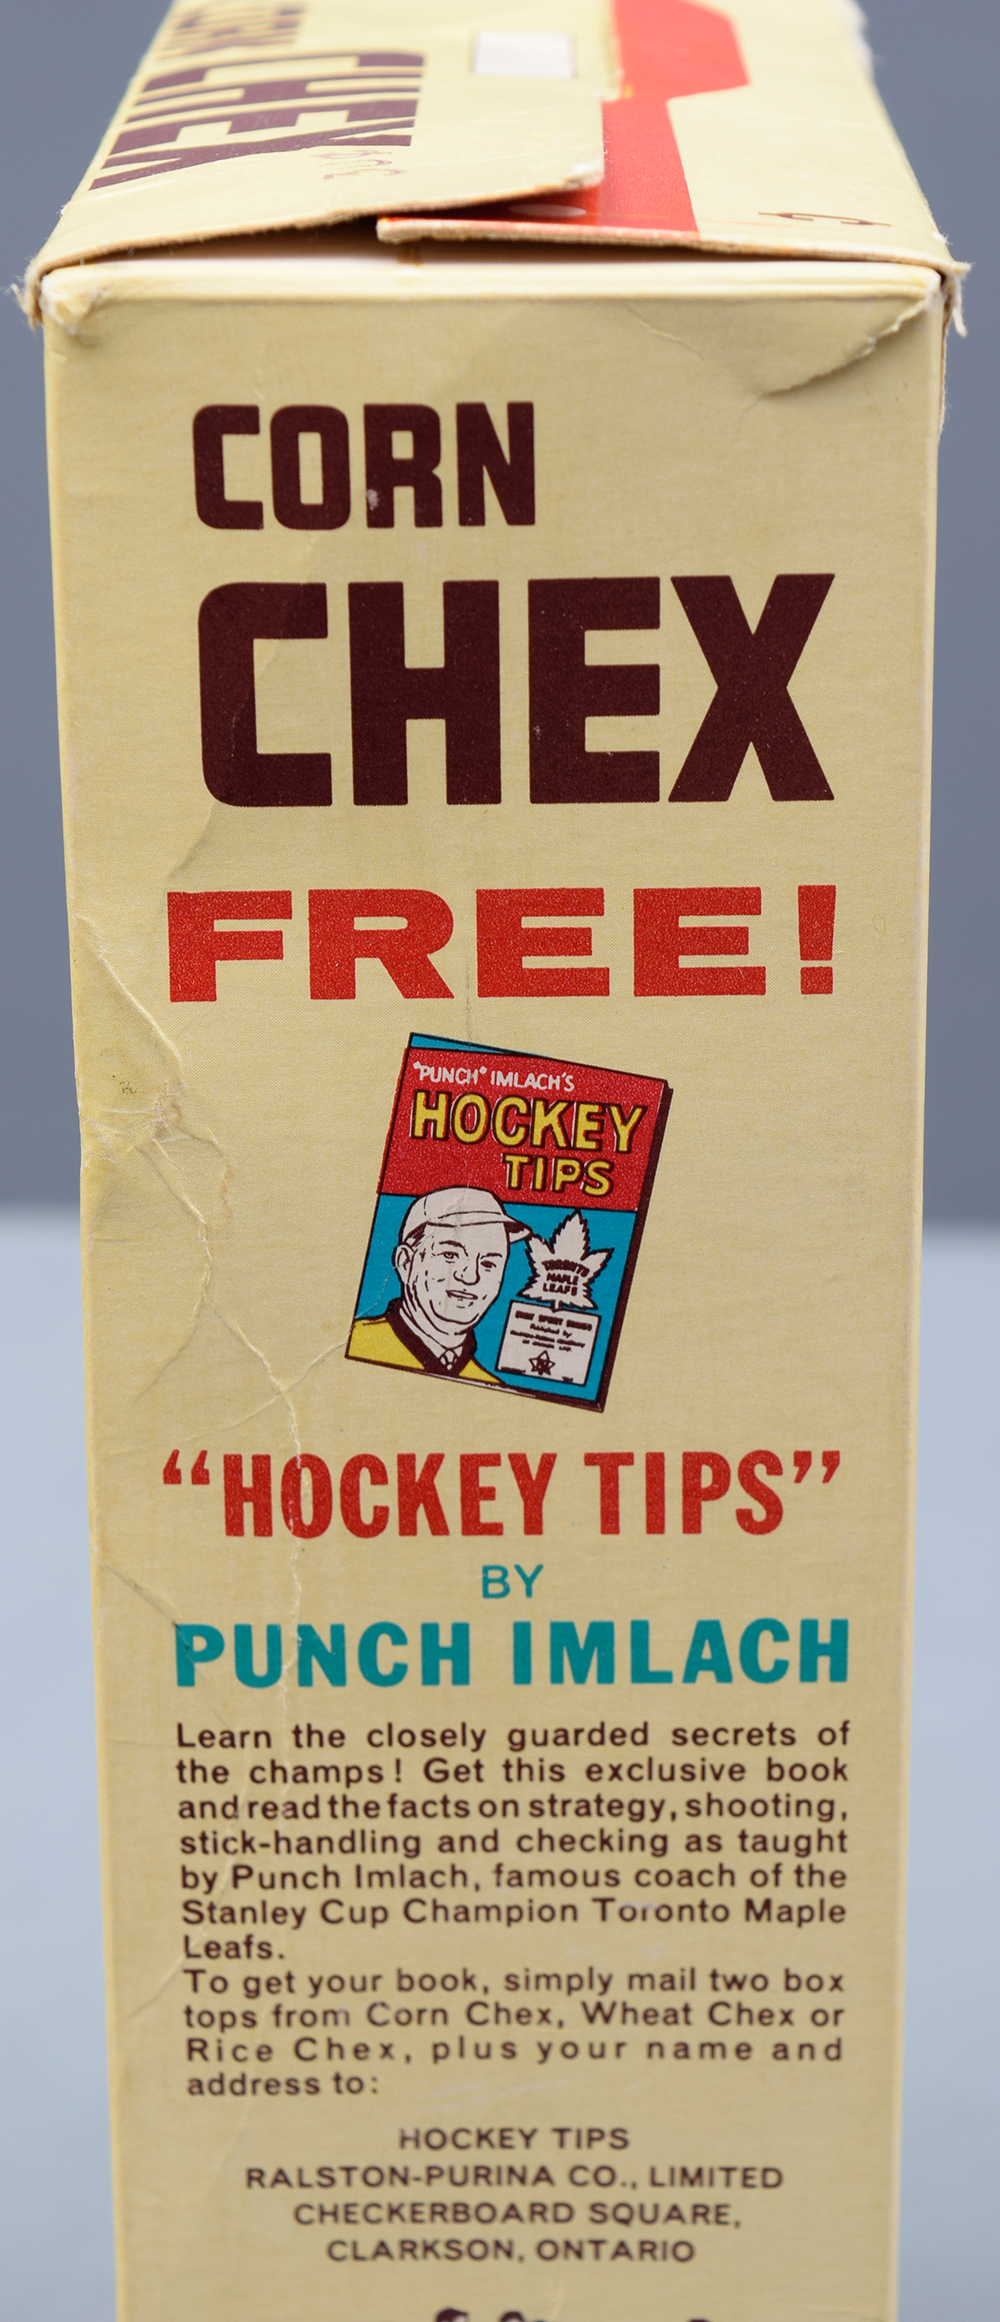 CORN
CHEX
CORN
CHEX
FREE!
"PUNCH" IMLACH'S
HOCKEY
TIPS
TORONTO
MAPLE
LEAFS
Published by
"HOCKEY TIPS"
BY
PUNCH IMLACH
Learn the closely guarded secrets of
the champs! Get this exclusive book
and read the facts on strategy, shooting,
stick-handling and checking as taught
by Punch Imlach, famous coach of the
Stanley Cup Champion Toronto Maple
Leafs.
To get your book, simply mail two box
tops from Corn Chex, Wheat Chex or
Rice Chex, plus your name and
address to:
HOCKEY TIPS
RALSTON-PURINA CO., LIMITED
CHECKERBOARD SQUARE,
CLARKSON, ONTARIO